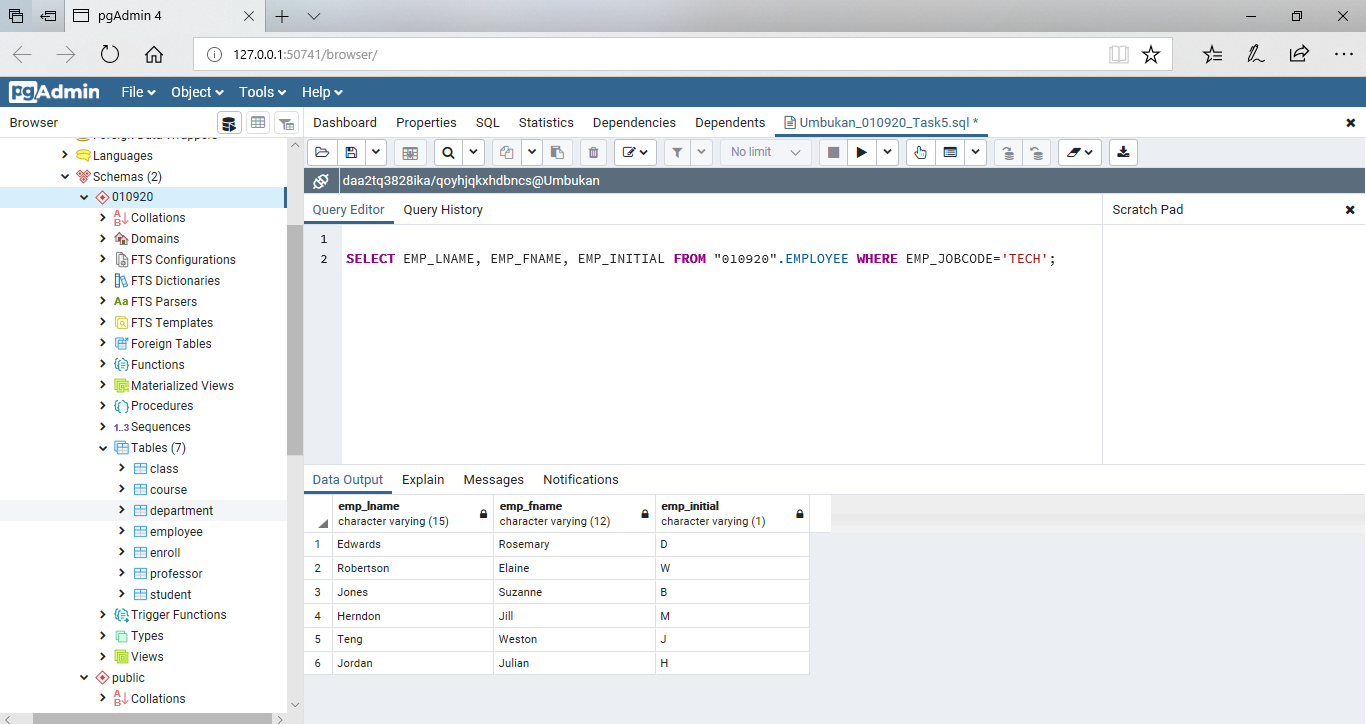 pgAdmin 4
127.0.0.1:50741/browser/
pgAdmin File Object Tools Help
Browser
Dashboard Properties SQL Statistics Dependencies Dependents Umbukan_010920_Task5.sql *
No limit
daa2tq3828ika/qoyhjqkxhdbncs@Umbukan
Languages
Schemas (2)
010920
Collations
Domains
FTS Configurations
FTS Dictionaries
Aa FTS Parsers
FTS Templates
Foreign Tables
Functions
Materialized Views
Procedures
1..3 Sequences
Tables (7)
class
course
department
employee
enroll
professor
student
Trigger Functions
Types
Views
public
Collations
Query Editor Query History
Scratch Pad
1
2 SELECT EMP_LNAME, EMP_FNAME, EMP_INITIAL FROM "010920".EMPLOYEE WHERE EMP_JOBCODE='TECH';
Data Output Explain Messages Notifications
emp_lname emp_fname emp_initial
character varying (15) character varying (12) character varying (1)
1 Edwards Rosemary D
2 Robertson Elaine W
3 Jones Suzanne B
4 Herndon Jill M
5 Teng Weston J
6 Jordan Julian H